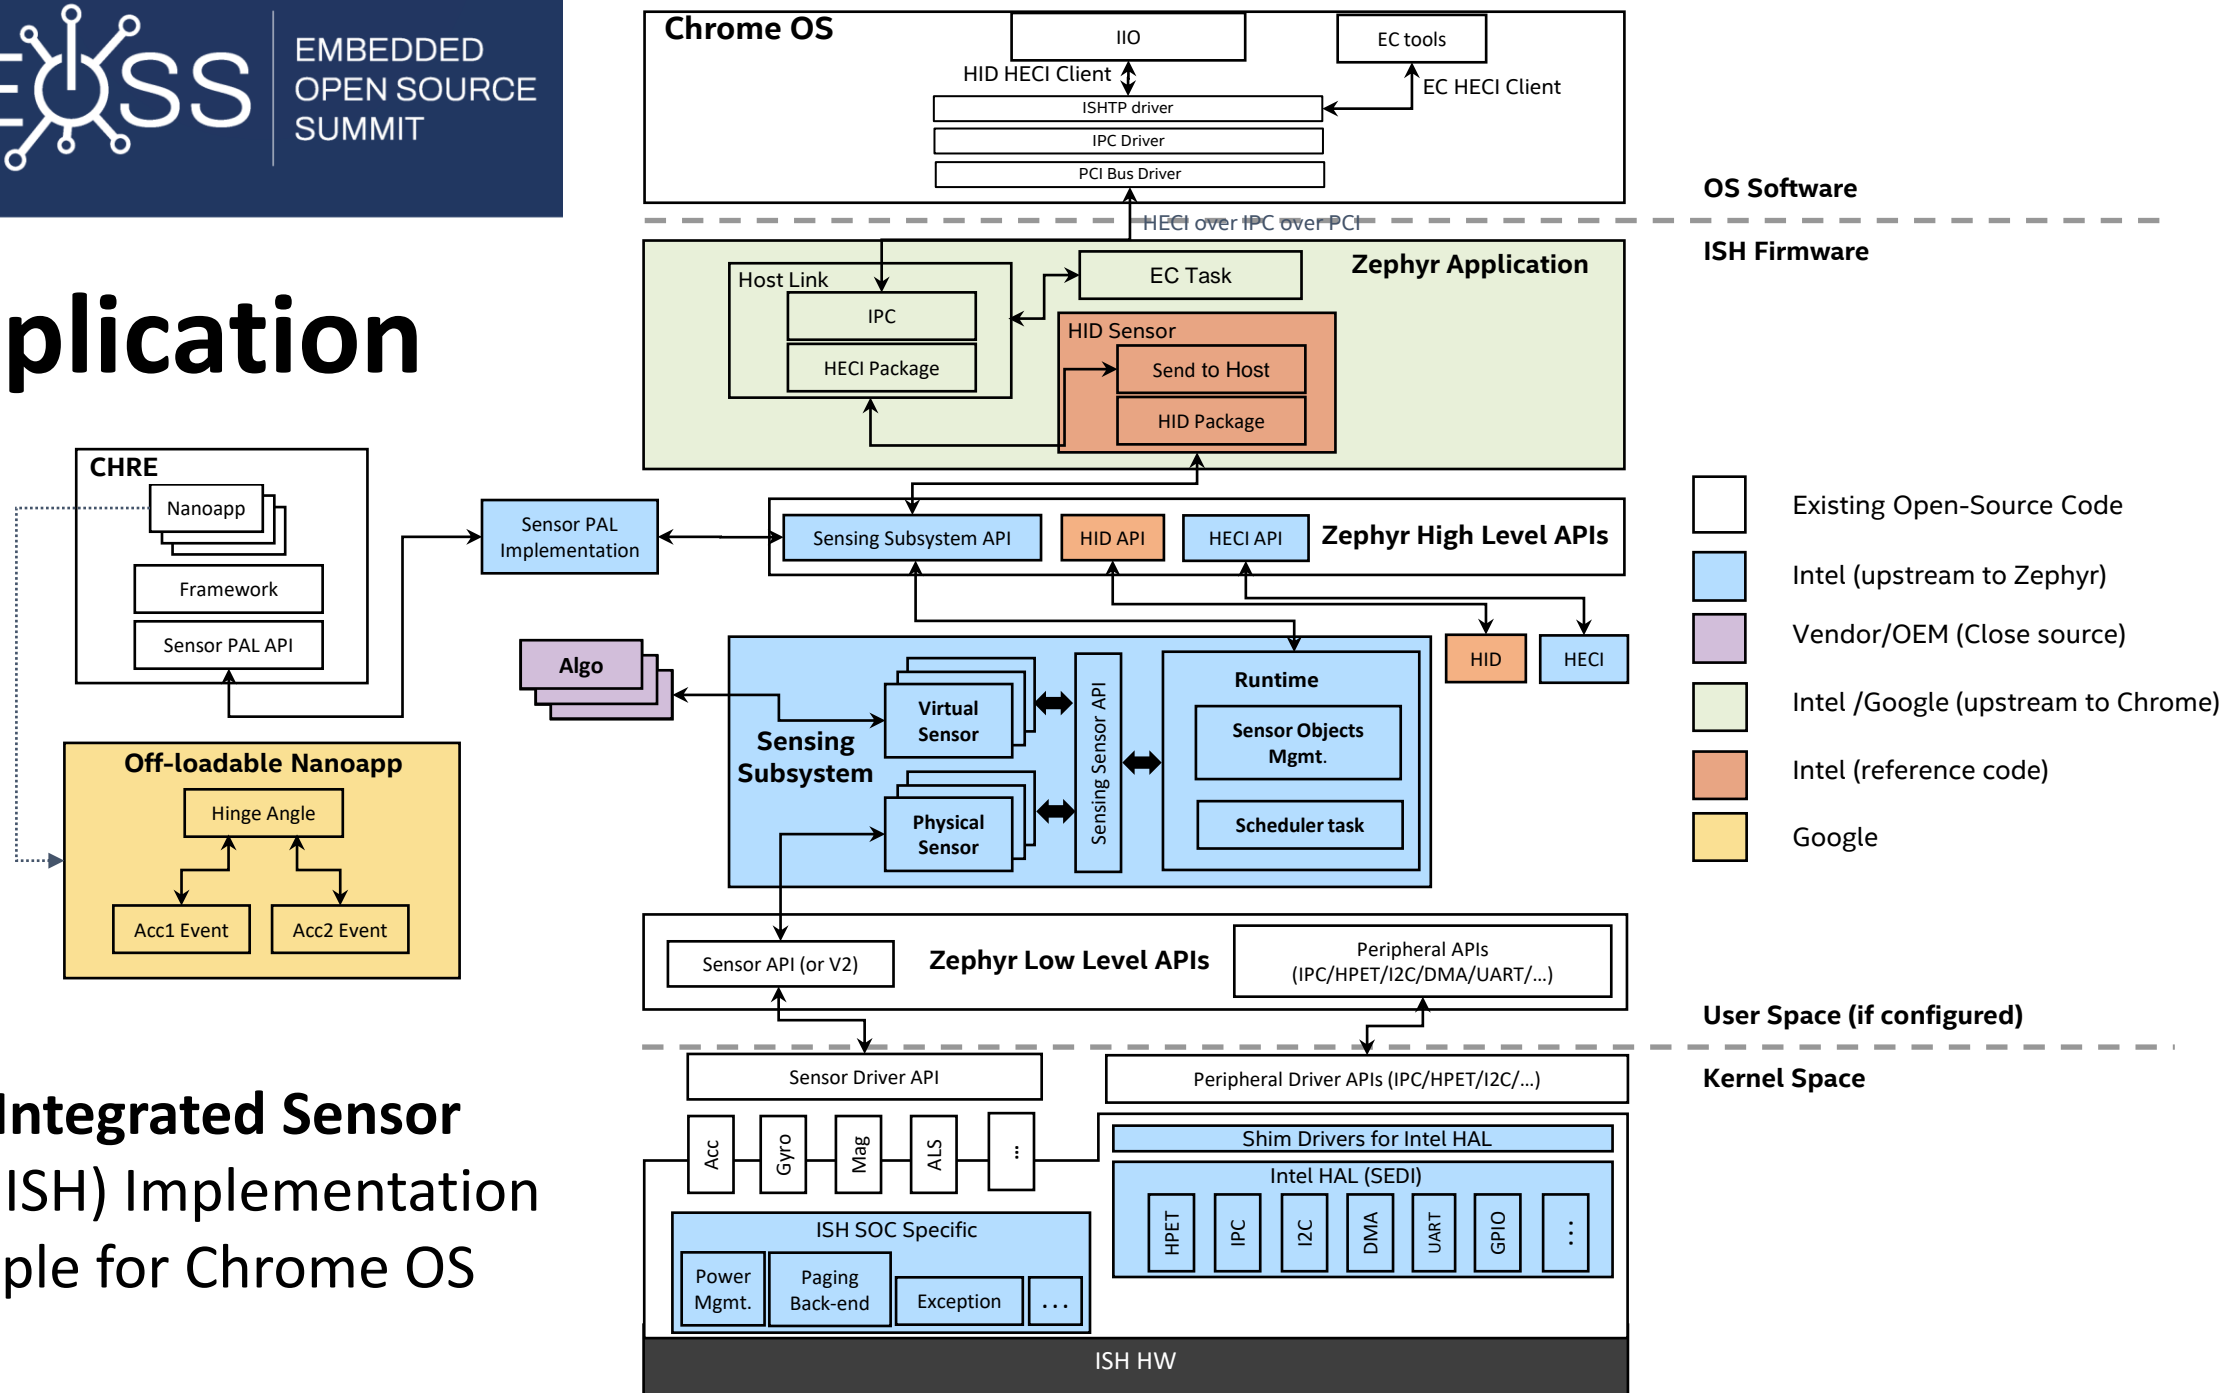 EOSS
EMBEDDED
OPEN SOURCE
SUMMIT
plication
Integrated Sensor
ISH) Implementation
ple for Chrome OS
Chrome OS
IIO
EC tools
HID HECI Client
EC HECI Client
ISHTP driver
IPC Driver
PCI Bus Driver
OS Software
HECI over IPC over PCI
ISH Firmware
Zephyr Application
Host Link
EC Task
IPC
HECI Package
HID Sensor
Send to Host
HID Package
CHRE
Nanoapp
Framework
Sensor PAL API
Sensor PAL
Implementation
Sensing Subsystem API
HID API
HECI API
Zephyr High Level APIs
Existing Open-Source Code
Intel (upstream to Zephyr)
Vendor/OEM (Close source)
Intel /Google (upstream to Chrome)
Intel (reference code)
Google
Algo
HID
HECI
Sensing
Subsystem
Virtual
Sensor
Physical
Sensor
Sensing Sensor API
Runtime
Sensor Objects
Mgmt.
Scheduler task
Off-loadable Nanoapp
Hinge Angle
Acc1 Event
Acc2 Event
Sensor API (or V2)
Zephyr Low Level APIs
Peripheral APIs
(IPC/HPET/I2C/DMA/UART/...)
User Space (if configured)
Kernel Space
Sensor Driver API
Peripheral Driver APIs (IPC/HPET/I2C/...)
Acc
Gyro
Mag
ALS
...
Shim Drivers for Intel HAL
Intel HAL (SEDI)
HPET
IPC
I2C
DMA
UART
GPIO
...
ISH SOC Specific
Power
Mgmt.
Paging
Back-end
Exception
...
ISH HW